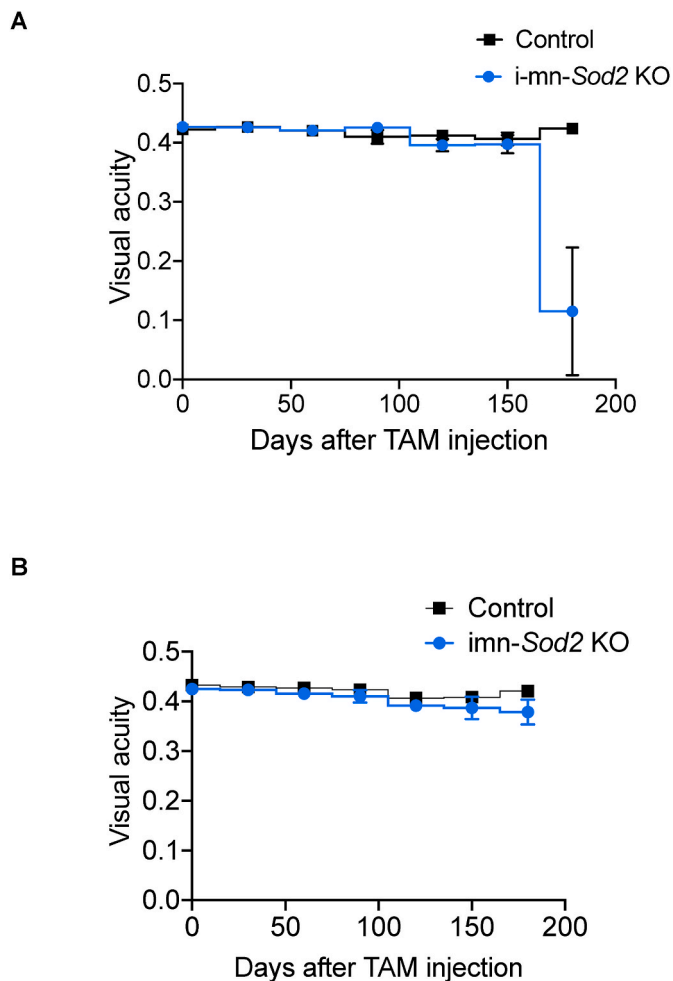 A
Control
i-mn-Sod2 KO
0.5
0.4
0.3
0.2
0.1
0.0
Visual acuity
0 50 100 150 200
Days after TAM injection
B
Control
imn-Sod2 KO
0.5
0.4
0.3
0.2
0.1
0.0
Visual acuity
0 50 100 150 200
Days after TAM injection